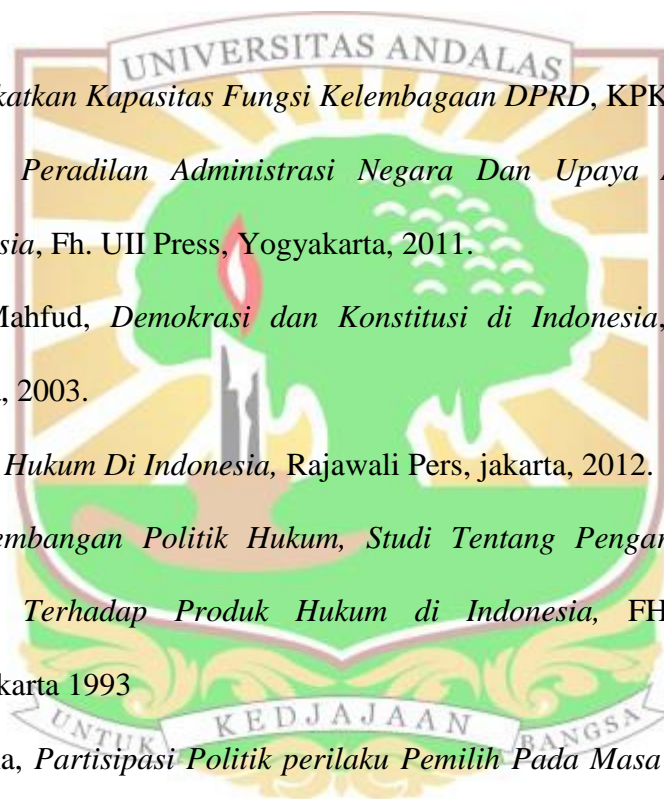 UNIVERSITAS ANDALAS
katkan Kapasitas Fungsi Kelembagaan DPRD, KPK
Peradilan Administrasi Negara Dan Upaya
sia, Fh. UII Press, Yogyakarta, 2011.
Mahfud, Demokrasi dan Konstitusi di Indonesia,
, 2003.
Hukum Di Indonesia, Rajawali Pers, jakarta, 2012.
embangan Politik Hukum, Studi Tentang Pengar
Terhadap Produk Hukum di Indonesia, FH
karta 1993
UNTUK KEDJAJAAN BANGSA
a, Partisipasi Politik perilaku Pemilih Pada Masa